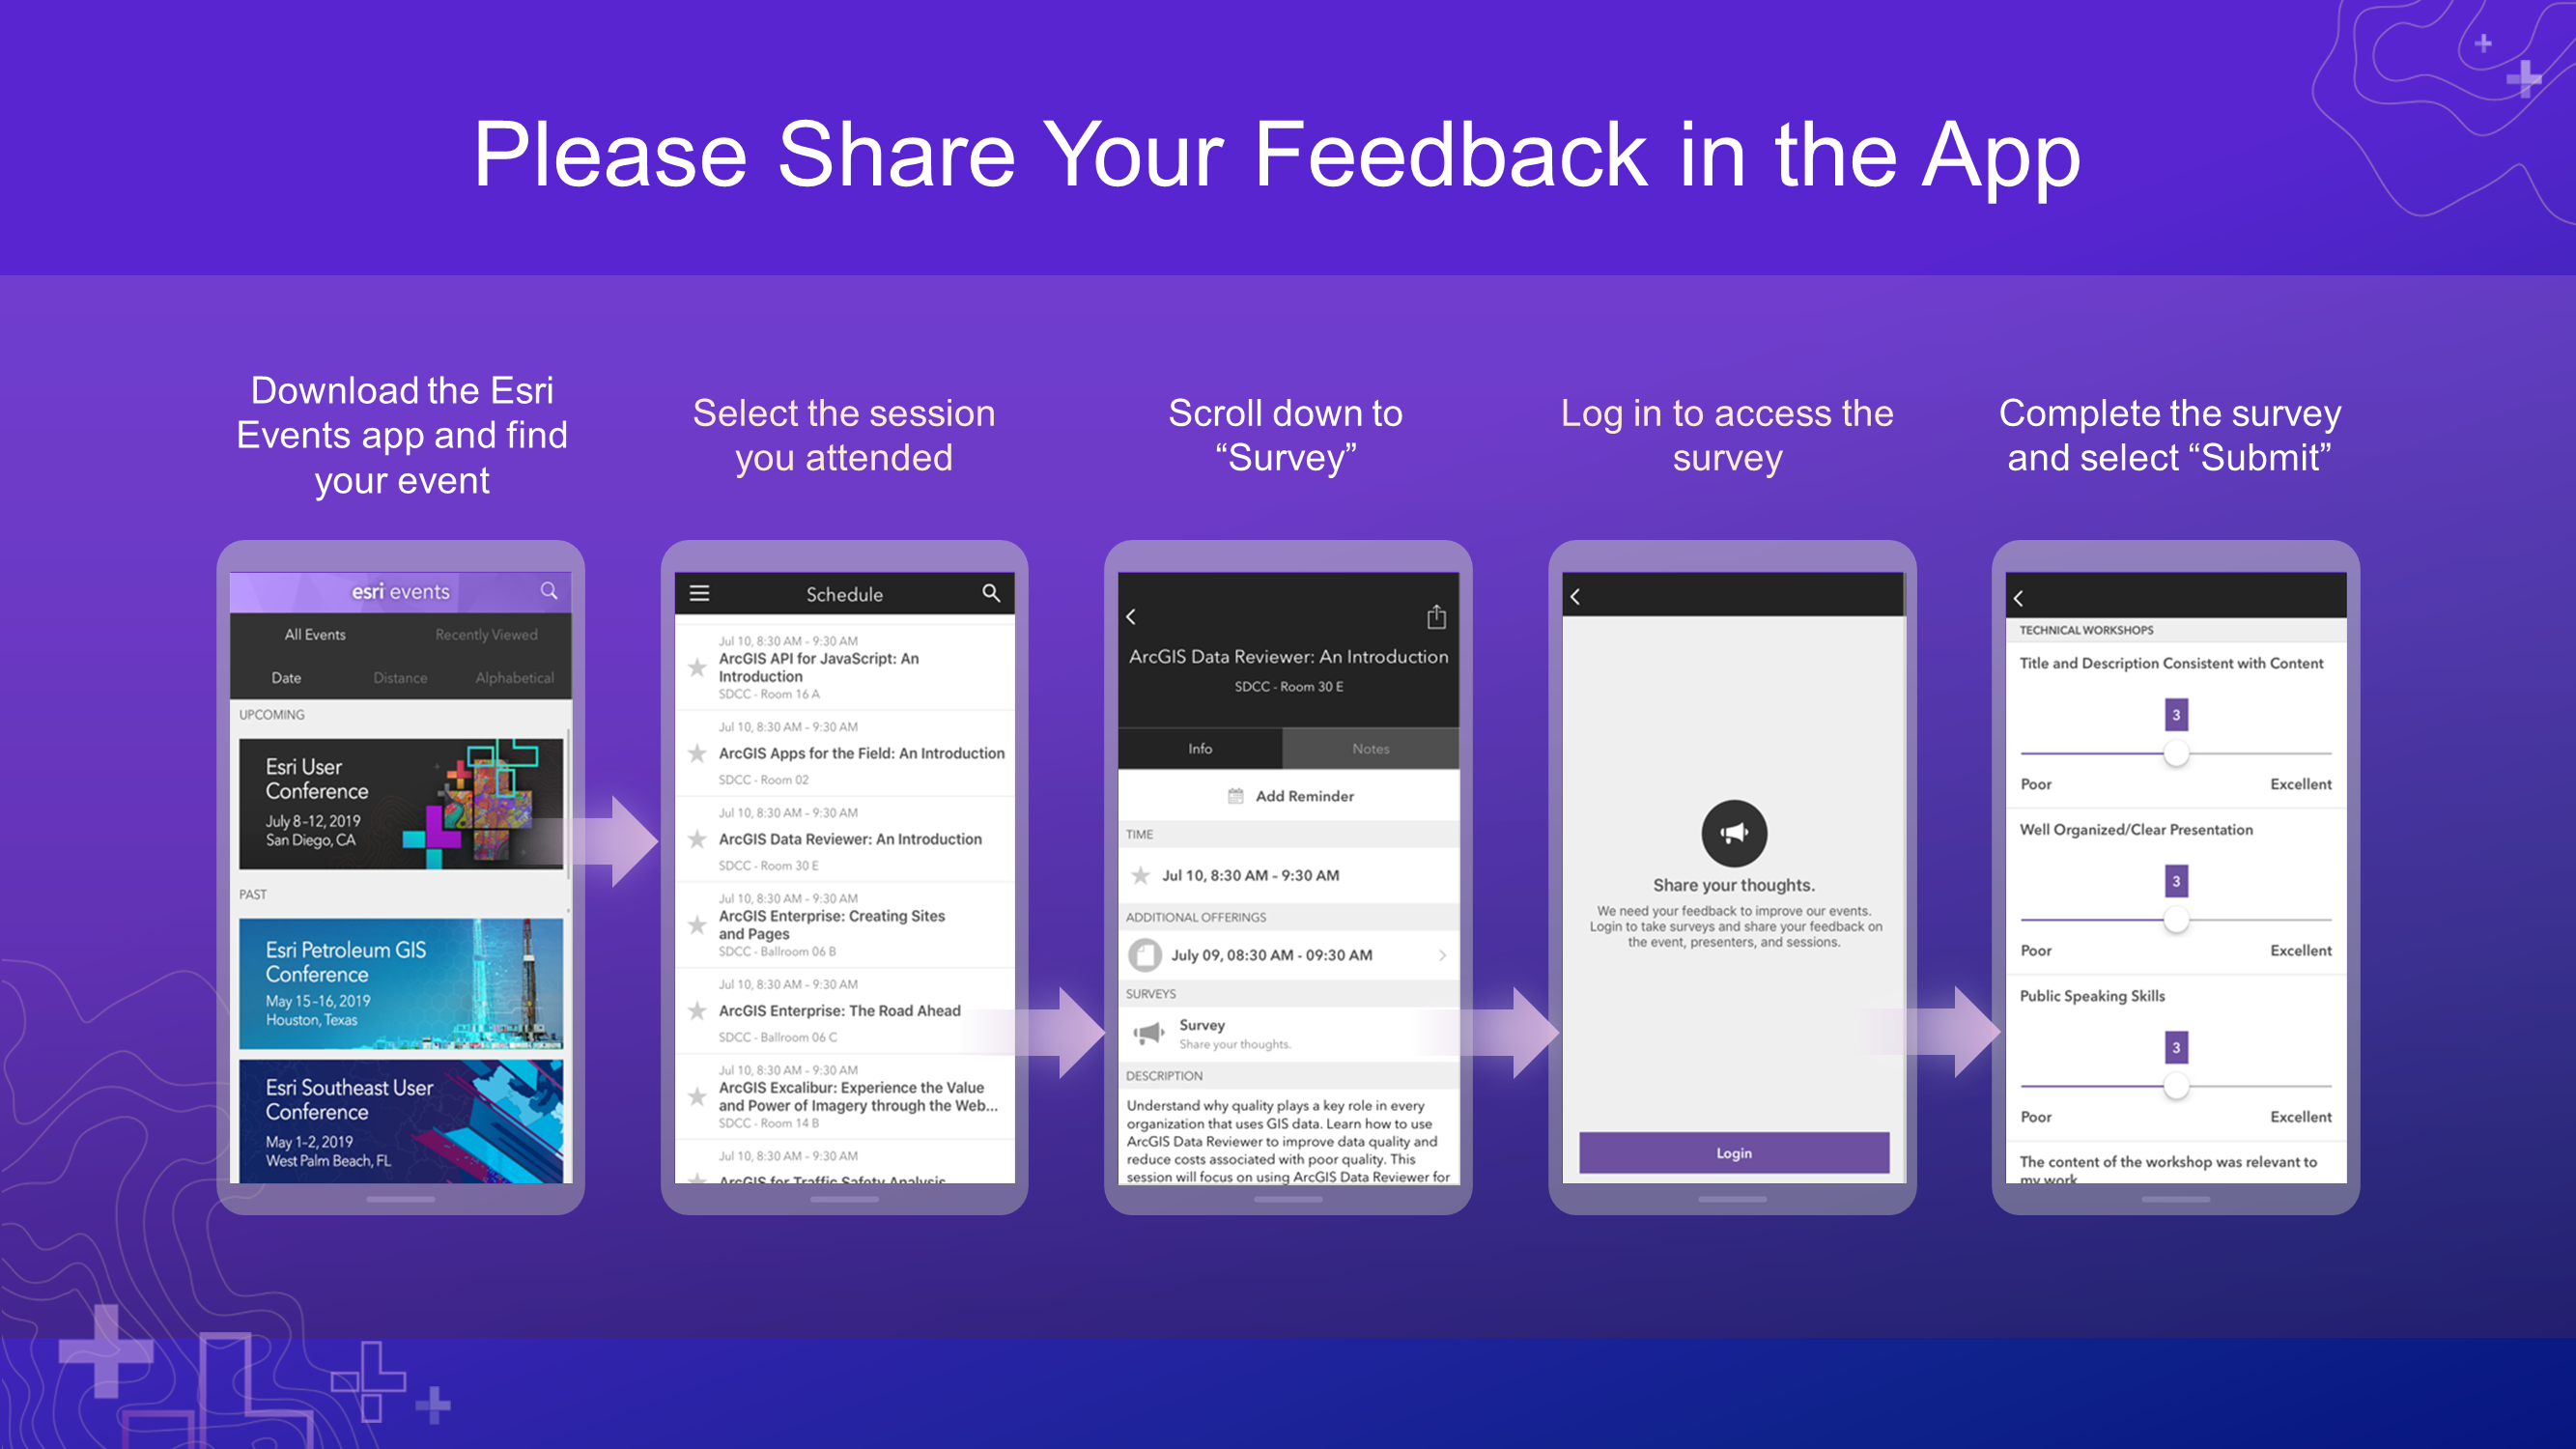 Please Share Your Feedback in the App
Download the Esri
Events app and find
your event
Select the session
you attended
Scroll down to
“Survey”
Log in to access the
survey
Complete the survey
and select “Submit”
esri events
All Events Recently Viewed
Date Distance Alphabetical
UPCOMING
Esri User
Conference
July 8-12, 2019
San Diego, CA
PAST
Esri Petroleum GIS
Conference
May 15-16, 2019
Houston, Texas
Esri Southeast User
Conference
May 1-2, 2019
West Palm Beach, FL
Schedule
Jul 10, 8:30 AM - 9:30 AM
ArcGIS API for JavaScript: An
Introduction
SDCC - Room 16 A
Jul 10, 8:30 AM - 9:30 AM
ArcGIS Apps for the Field: An Introduction
SDCC - Room 02
Jul 10, 8:30 AM - 9:30 AM
ArcGIS Data Reviewer: An Introduction
SDCC - Room 30 E
Jul 10, 8:30 AM - 9:30 AM
ArcGIS Enterprise: Creating Sites
and Pages
SDCC - Ballroom 06 B
Jul 10, 8:30 AM - 9:30 AM
ArcGIS Enterprise: The Road Ahead
SDCC - Ballroom 06 C
Jul 10, 8:30 AM - 9:30 AM
ArcGIS Excalibur: Experience the Value
and Power of Imagery through the Web...
SDCC - Room 14 B
Jul 10, 8:30 AM - 9:30 AM
ArcGIS for Traffic Safety Analysis
ArcGIS Data Reviewer: An Introduction
SDCC - Room 30 E
Info Notes
Add Reminder
TIME
Jul 10, 8:30 AM - 9:30 AM
ADDITIONAL OFFERINGS
July 09, 08:30 AM - 09:30 AM
SURVEYS
Survey
Share your thoughts.
DESCRIPTION
Understand why quality plays a key role in every
organization that uses GIS data. Learn how to use
ArcGIS Data Reviewer to improve data quality and
reduce costs associated with poor quality. This
session will focus on using ArcGIS Data Reviewer for
Share your thoughts.
We need your feedback to improve our events.
Login to take surveys and share your feedback on
the event, presenters, and sessions.
Login
TECHNICAL WORKSHOPS
Title and Description Consistent with Content
3
Poor Excellent
Well Organized/Clear Presentation
3
Poor Excellent
Public Speaking Skills
3
Poor Excellent
The content of the workshop was relevant to
my work